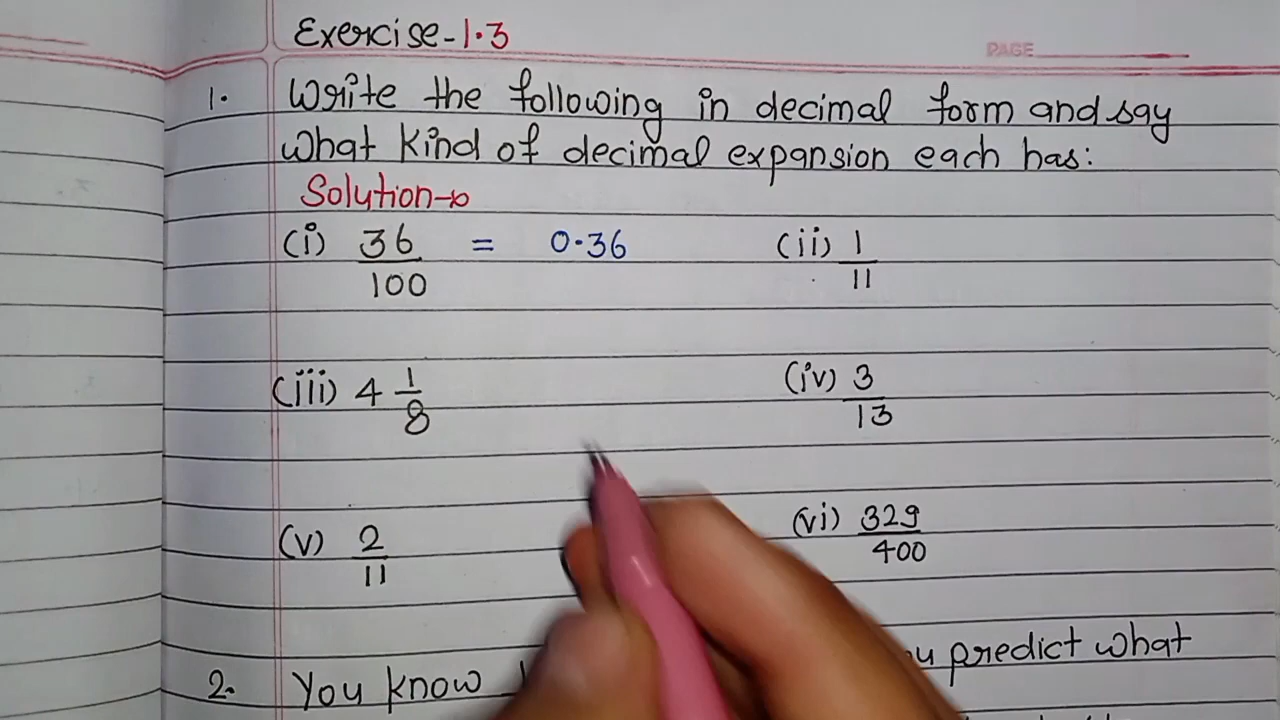 Exercise-1.3
PAGE
1. Write the following in decimal form and say
what kind of decimal expansion each has:
Solution→
(i) 36/100 = 0.36 (ii) 1/11
(iii) 4 1/8 (iv) 3/13
(v) 2/11 (vi) 329/400
predict what
2. You know